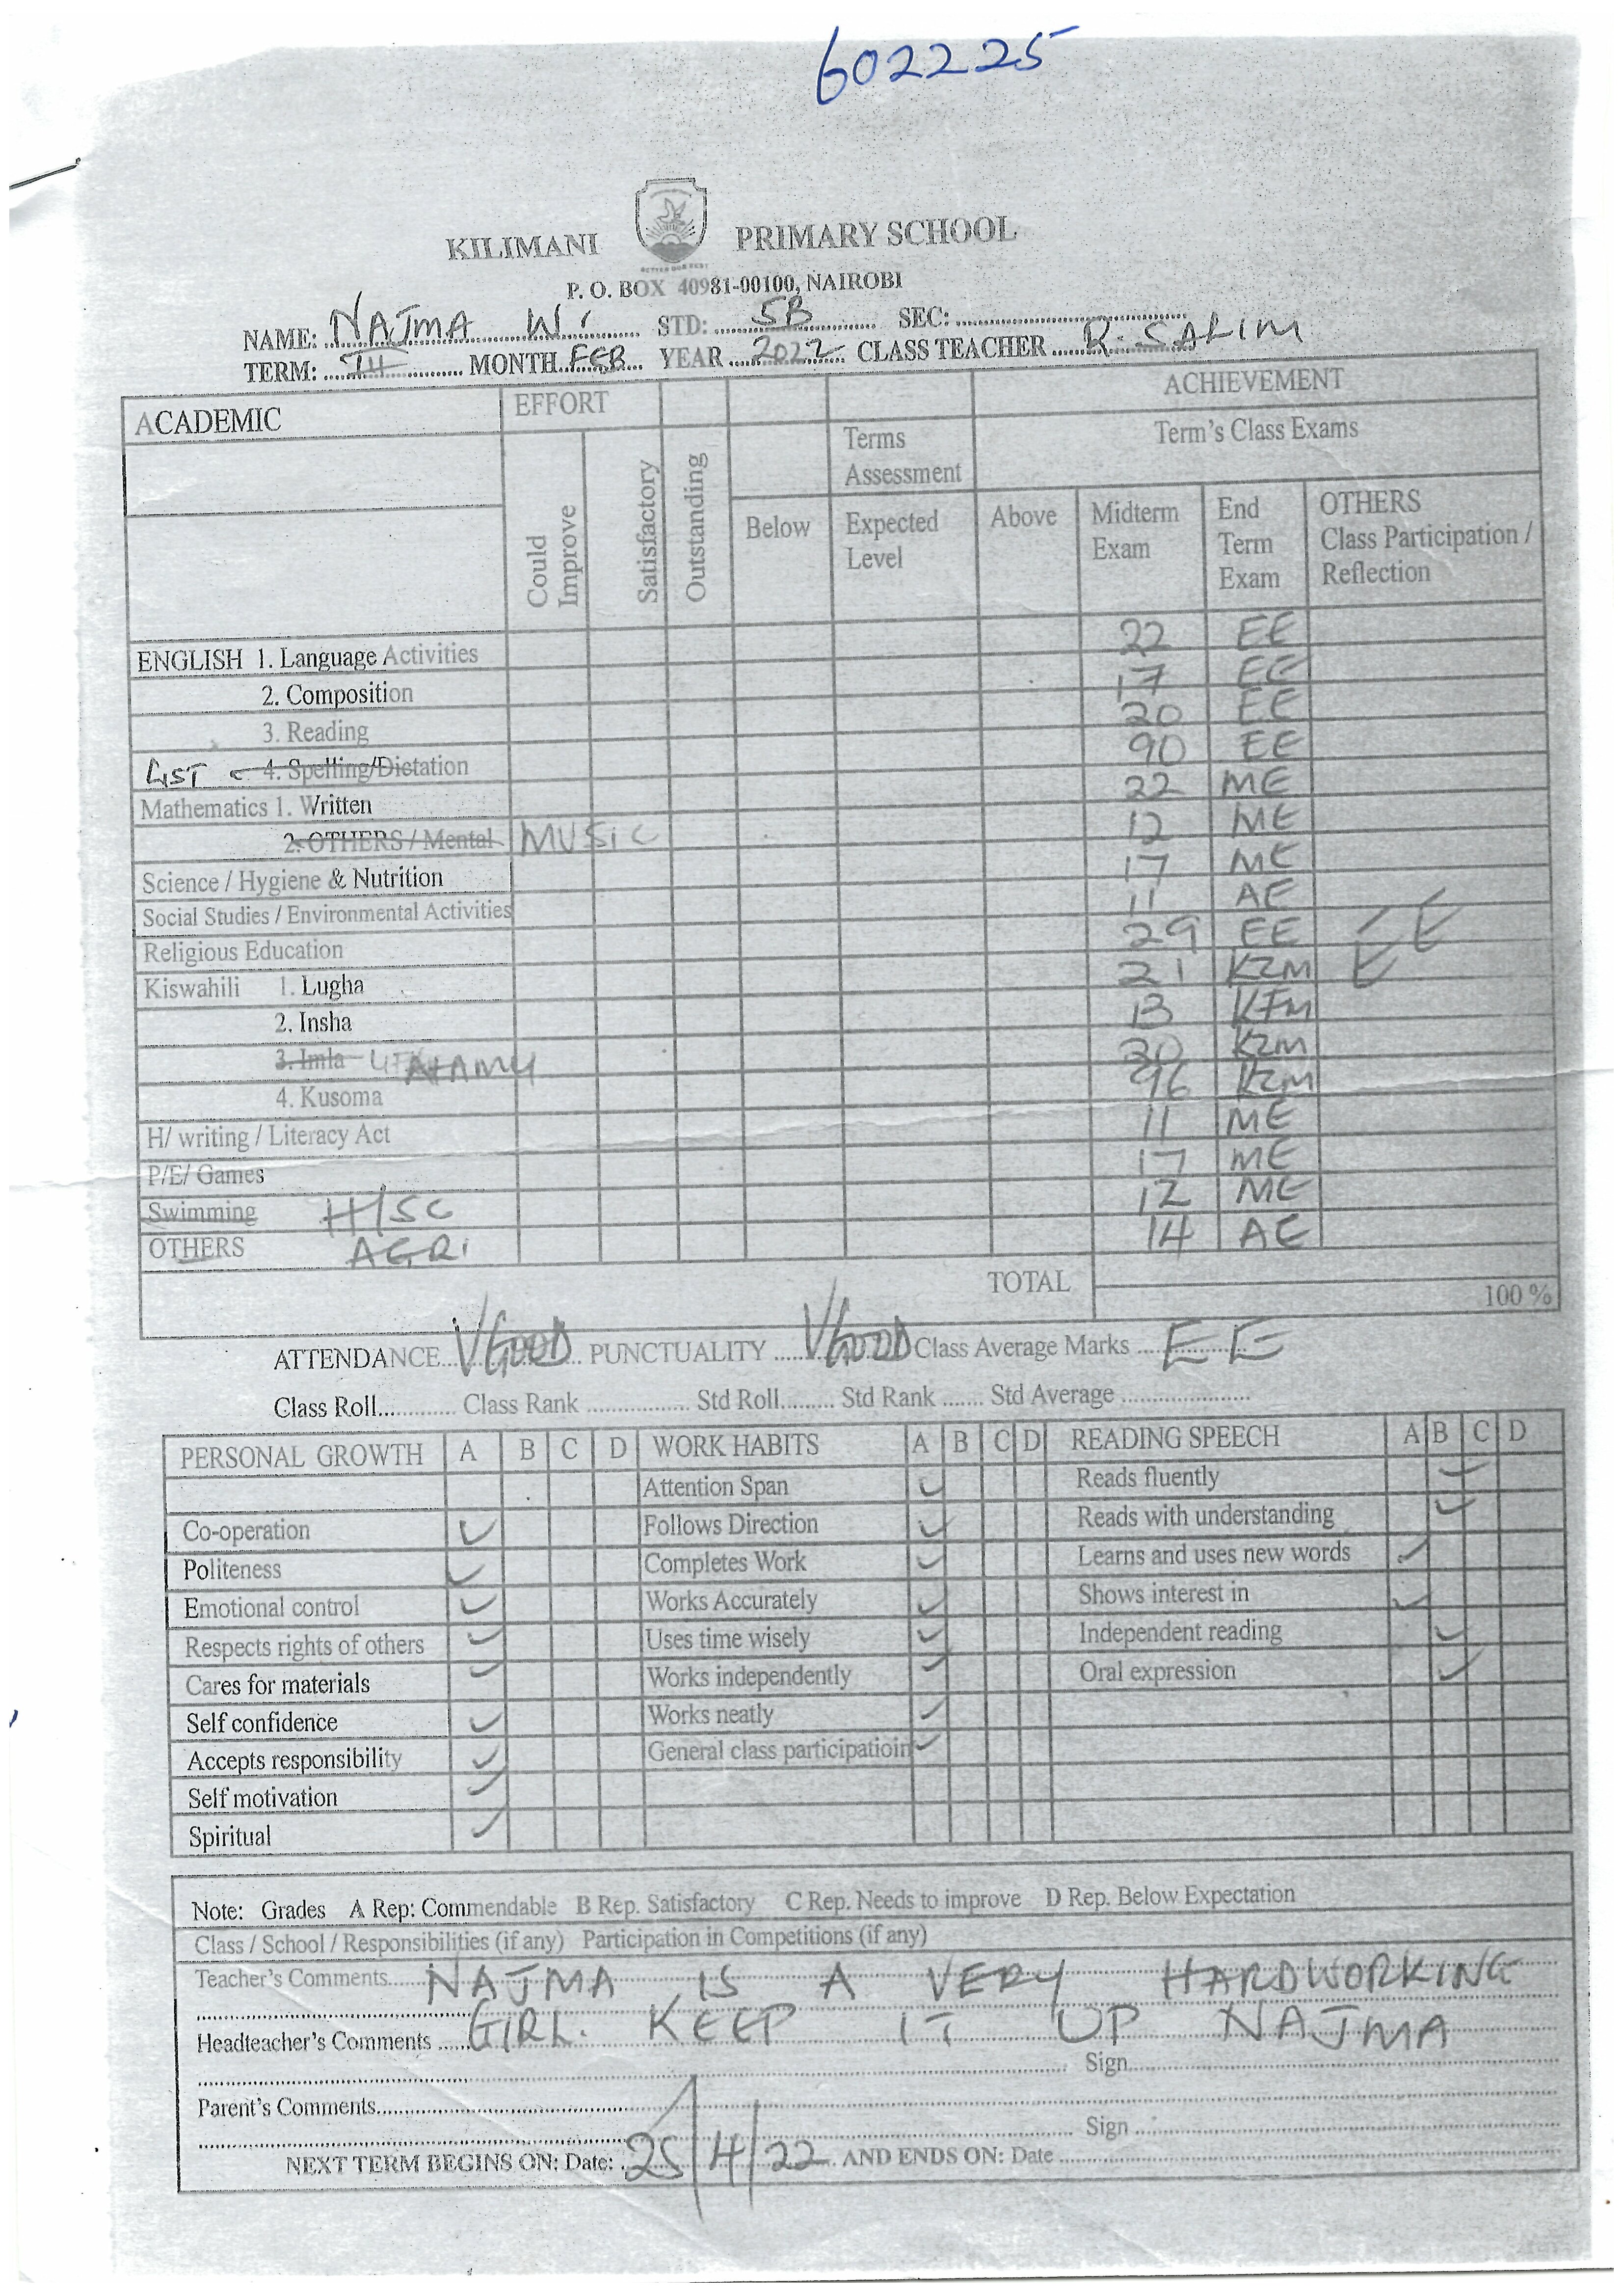 602225
KILIMANI PRIMARY SCHOOL
P. O. BOX 40981-00100, NAIROBI
NAME: NAJMA W. STD: 5B SEC:
TERM: III MONTH FEB YEAR 2022 CLASS TEACHER R. SALIM
ACADEMIC EFFORT ACHIEVEMENT
Could Improve Satisfactory Outstanding Terms Assessment Term's Class Exams
Below Expected Level Above Midterm Exam End Term Exam OTHERS Class Participation / Reflection
ENGLISH 1. Language Activities 22 EE
2. Composition 17 EE
3. Reading 20 EE
GST 4. Spelling/Dictation 90 EE
Mathematics 1. Written 22 ME
2. OTHERS / Mental MUSIC 12 ME
Science / Hygiene & Nutrition 17 ME
Social Studies / Environmental Activities 11 AE
Religious Education 29 EE EE
Kiswahili 1. Lugha 21 KZM E
2. Insha 13 KFM
3. Imla UFAHAMU 20 KZM
4. Kusoma 96 KZM
H/ writing / Literacy Act 11 ME
P/E/ Games 17 ME
Swimming H/SC 12 ME
OTHERS AGRI 14 AE
TOTAL
100 %
ATTENDANCE V GOOD PUNCTUALITY V GOOD Class Average Marks EE
Class Roll Class Rank Std Roll Std Rank Std Average
PERSONAL GROWTH A B C D WORK HABITS A B C D READING SPEECH A B C D
Attention Span Reads fluently
Co-operation Follows Direction Reads with understanding
Politeness Completes Work Learns and uses new words
Emotional control Works Accurately Shows interest in
Respects rights of others Uses time wisely Independent reading
Cares for materials Works independently Oral expression
Self confidence Works neatly
Accepts responsibility General class participatioin
Self motivation
Spiritual
Note: Grades A Rep: Commendable B Rep. Satisfactory C Rep. Needs to improve D Rep. Below Expectation
Class / School / Responsibilities (if any) Participation in Competitions (if any)
Teacher's Comments NAJMA IS A VERY HARDWORKING
Headteacher's Comments GIRL. KEEP IT UP NAJMA
Sign
Parent's Comments
Sign
NEXT TERM BEGINS ON: Date: 25/4/22 AND ENDS ON: Date